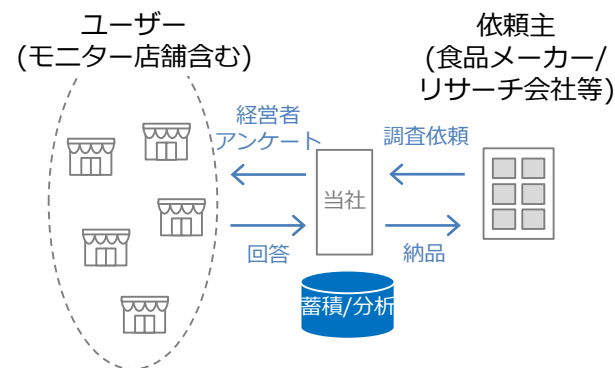 ユーザー
(モニター店舗含む)
依頼主
(食品メーカー/
リサーチ会社等)
経営者
アンケート
調査依頼
当社
回答
納品
蓄積/分析